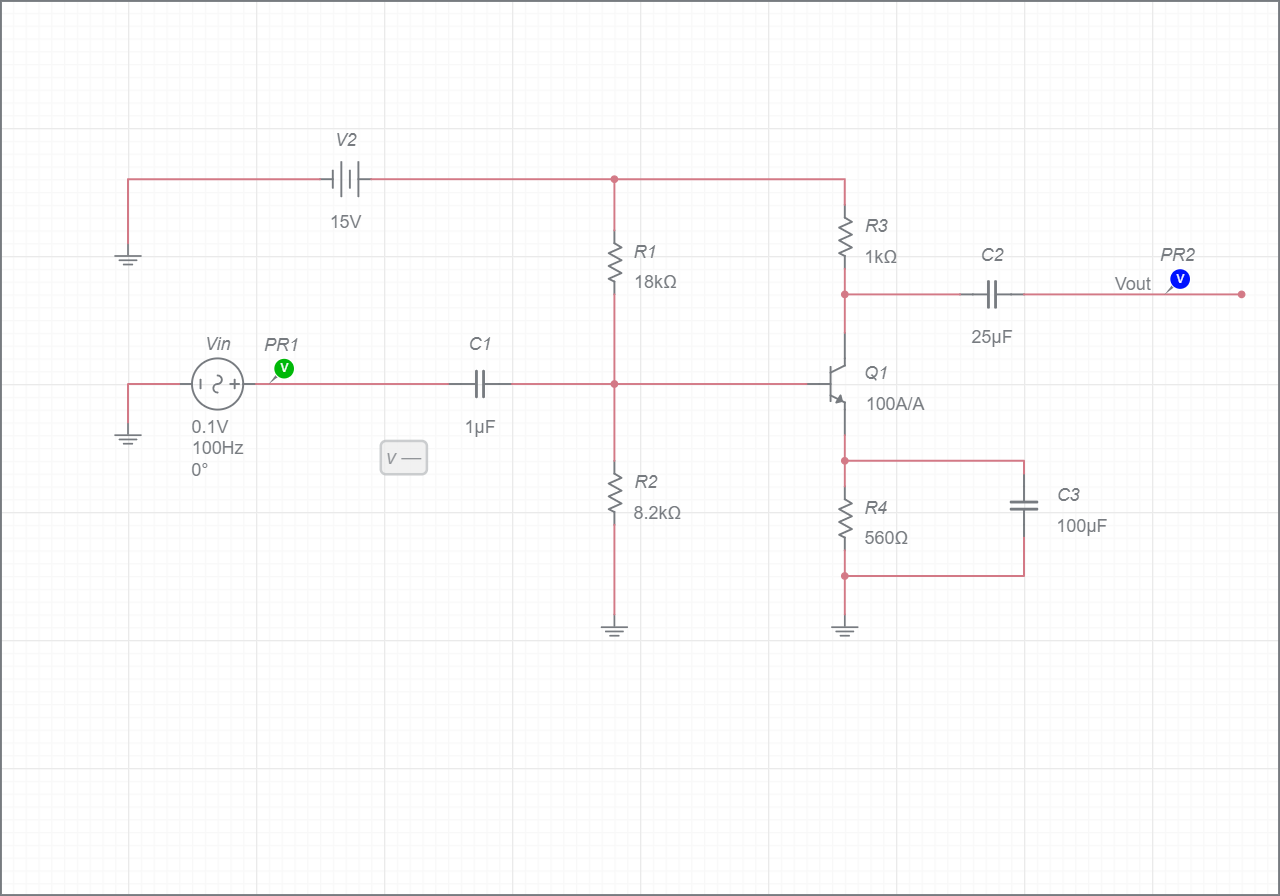 V2
15V
R1
18kΩ
R3
1kΩ
C2
25µF
PR2
V
Vout
Vin
PR1
V
0.1V
100Hz
0°
C1
1µF
V
Q1
100A/A
R2
8.2kΩ
R4
560Ω
C3
100µF